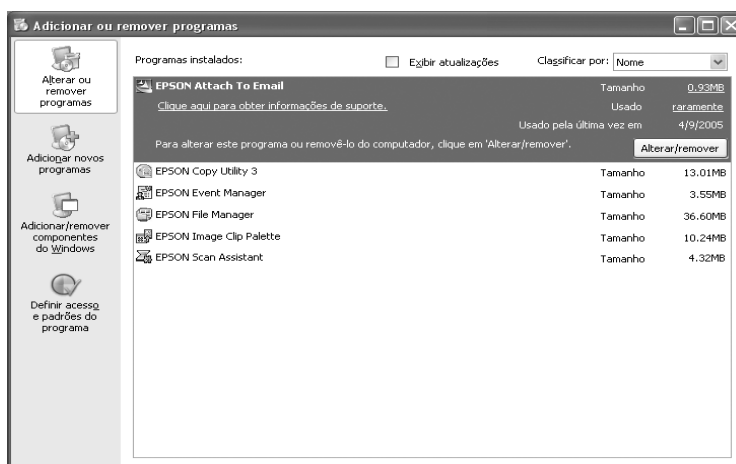 Adicionar ou remover programas
Alterar ou
remover
programas
Adicionar novos
programas
Adicionar/remover
componentes
do Windows
Definir acesso
e padrões do
programa
Programas instalados: Exibir atualizações Classificar por: Nome
EPSON Attach To Email Tamanho 0.93MB
Clique aqui para obter informações de suporte. Usado raramente
Usado pela última vez em 4/9/2005
Para alterar este programa ou removê-lo do computador, clique em 'Alterar/remover'. Alterar/remover
EPSON Copy Utility 3 Tamanho 13.01MB
EPSON Event Manager Tamanho 3.55MB
EPSON File Manager Tamanho 36.60MB
EPSON Image Clip Palette Tamanho 10.24MB
EPSON Scan Assistant Tamanho 4.32MB